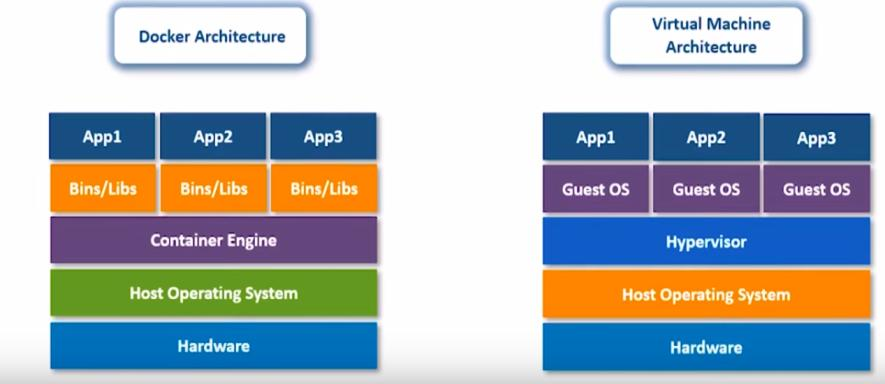 Docker Architecture
Virtual Machine
Architecture
App1 App2 App3
Bins/Libs Bins/Libs Bins/Libs
Container Engine
Host Operating System
Hardware
App1 App2 App3
Guest OS Guest OS Guest OS
Hypervisor
Host Operating System
Hardware